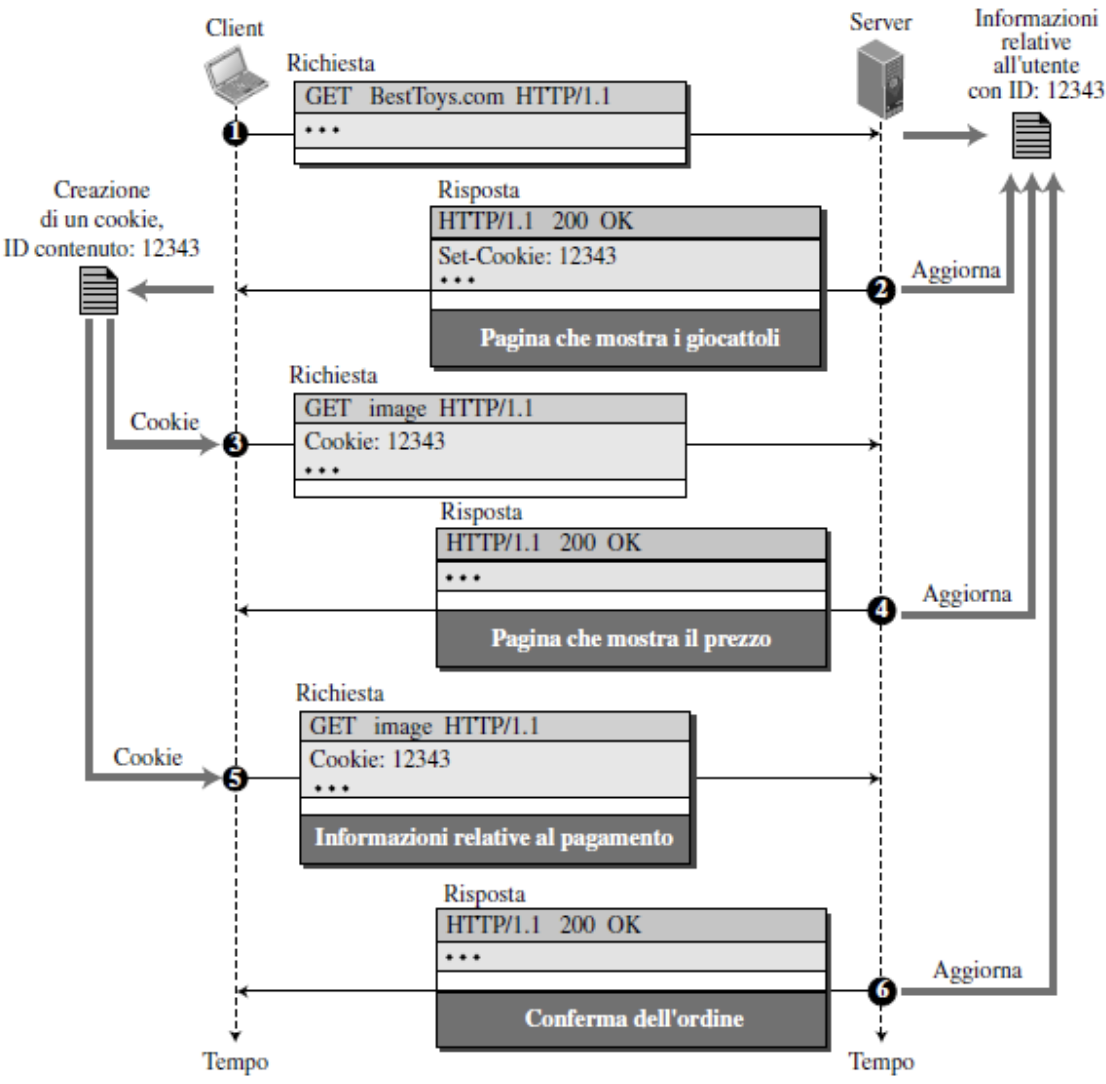 Client
Server
Informazioni
relative
all'utente
con ID: 12343
Richiesta
GET BestToys.com HTTP/1.1
• • •
1
Creazione
di un cookie,
ID contenuto: 12343
Risposta
HTTP/1.1 200 OK
Set-Cookie: 12343
• • •
2
Aggiorna
Pagina che mostra i giocattoli
Richiesta
GET image HTTP/1.1
Cookie
3
Cookie: 12343
• • •
Risposta
HTTP/1.1 200 OK
• • •
4
Aggiorna
Pagina che mostra il prezzo
Richiesta
GET image HTTP/1.1
Cookie
5
Cookie: 12343
• • •
Informazioni relative al pagamento
Risposta
HTTP/1.1 200 OK
• • •
6
Aggiorna
Conferma dell'ordine
Tempo
Tempo